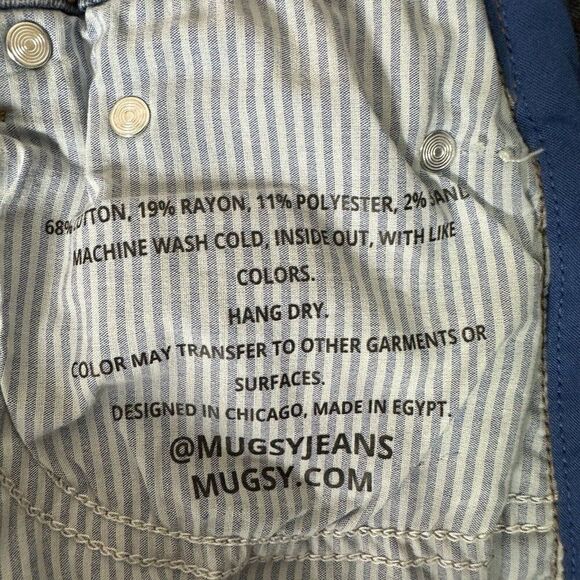 68% COTTON, 19% RAYON, 11% POLYESTER, 2%
MACHINE WASH COLD, INSIDE OUT, WITH LIKE
COLORS.
HANG DRY.
COLOR MAY TRANSFER TO OTHER GARMENTS OR
SURFACES.
DESIGNED IN CHICAGO, MADE IN EGYPT.
@MUGSYJEANS
MUGSY.COM